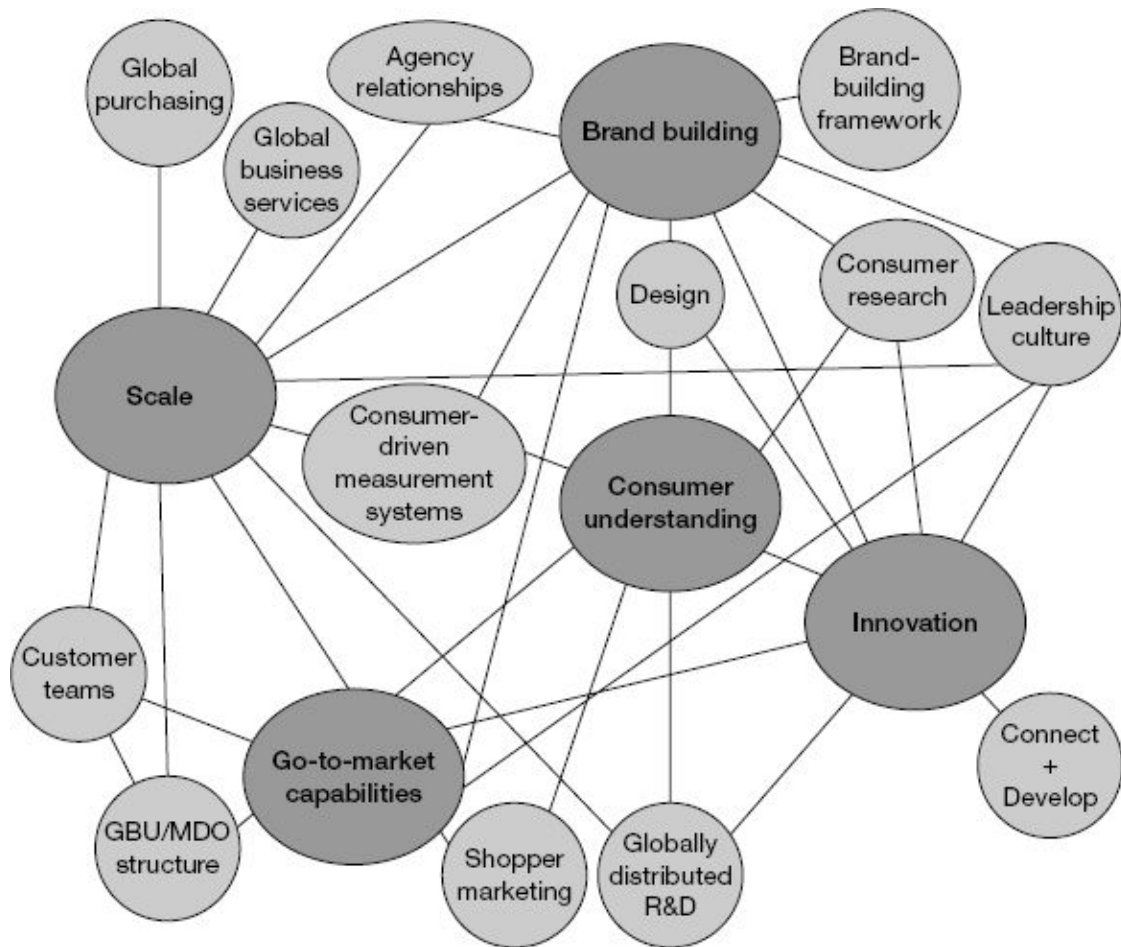 Global
purchasing
Agency
relationships
Brand building
Brand-
building
framework
Global
business
services
Design
Consumer
research
Leadership
culture
Scale
Consumer-
driven
measurement
systems
Consumer
understanding
Innovation
Customer
teams
Go-to-market
capabilities
Connect
+
Develop
GBU/MDO
structure
Shopper
marketing
Globally
distributed
R&D